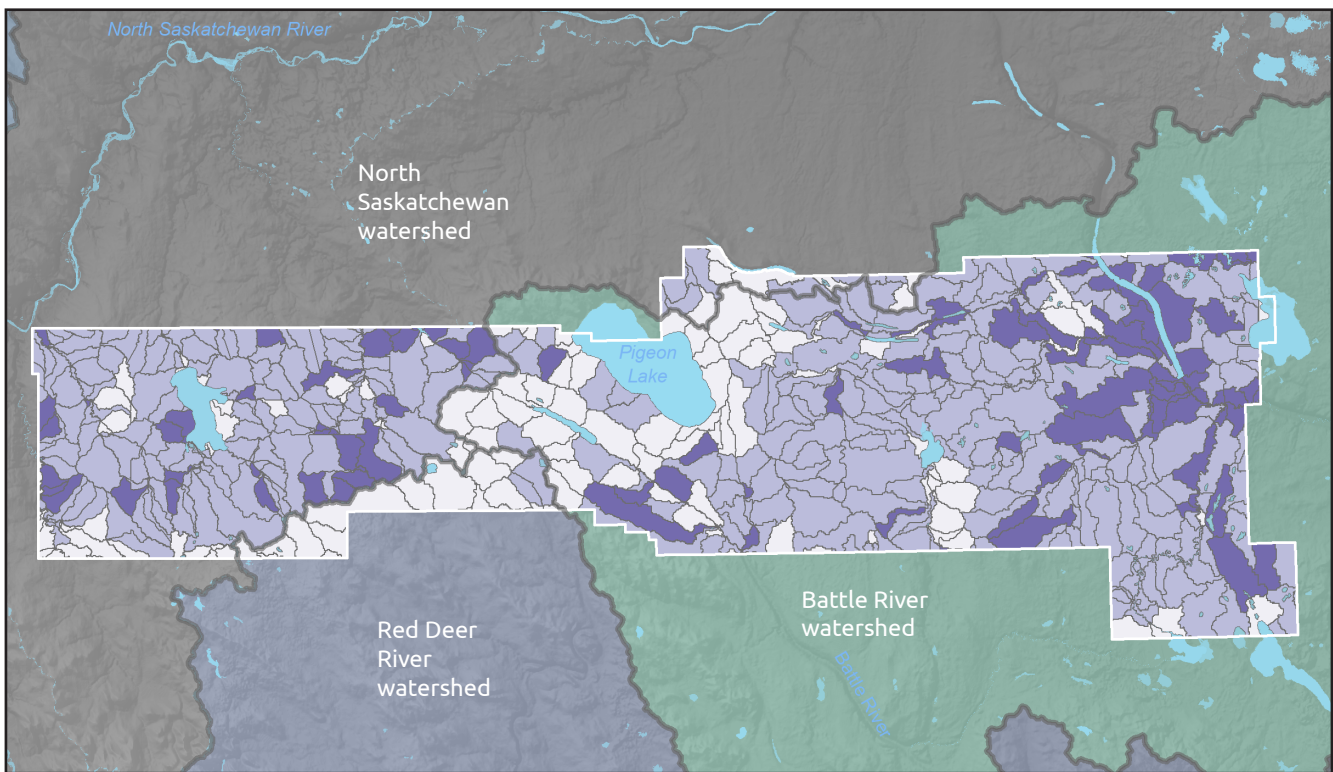 North Saskatchewan River
North
Saskatchewan
watershed
Pigeon
Lake
Battle River
watershed
Red Deer
River
watershed
Battle River